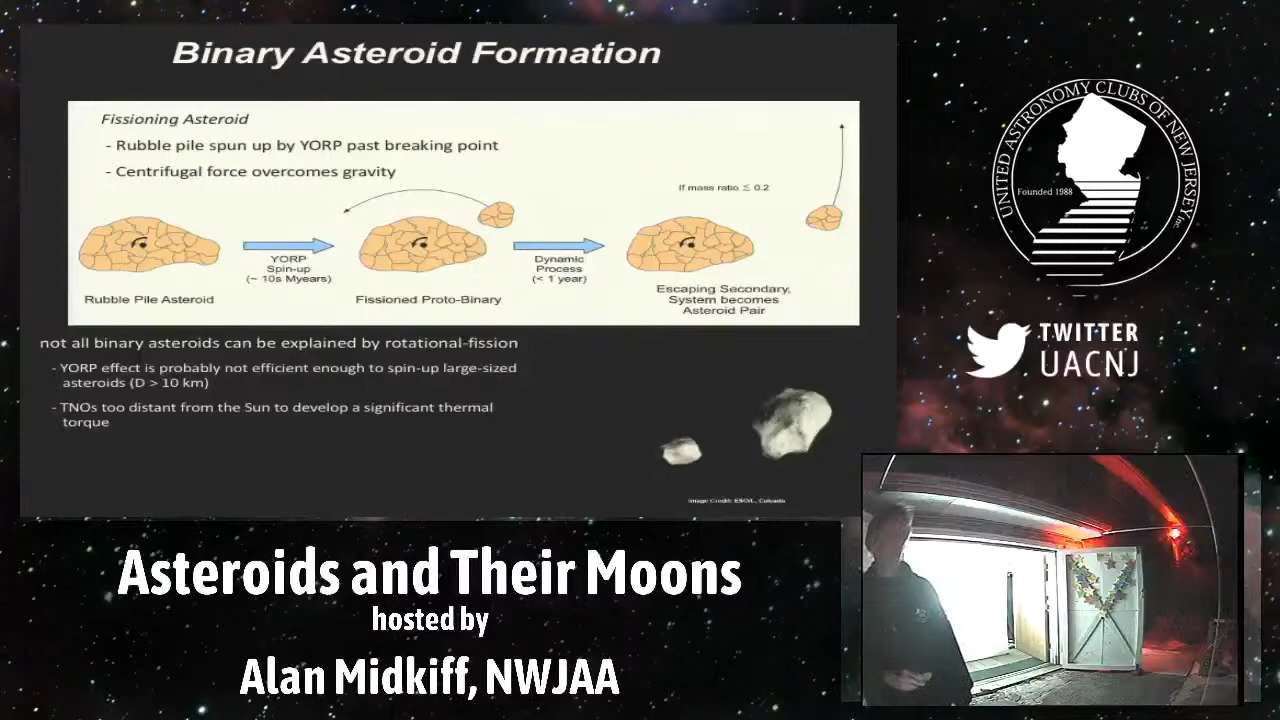 Binary Asteroid Formation
Fissioning Asteroid
- Rubble pile spun up by YORP past breaking point
- Centrifugal force overcomes gravity
If mass ratio ≤ 0.2
YORP
Spin-up
(~ 10s Myears)
Dynamic
Process
(< 1 year)
Rubble Pile Asteroid
Fissioned Proto-Binary
Escaping Secondary,
System becomes
Asteroid Pair
not all binary asteroids can be explained by rotational-fission
- YORP effect is probably not efficient enough to spin-up large-sized
asteroids (D > 10 km)
- TNOs too distant from the Sun to develop a significant thermal
torque
Image Credit: ESO/L. Calçada
UNITED ASTRONOMY CLUBS OF NEW JERSEY Inc.
Founded 1988
TWITTER
UACNJ
Asteroids and Their Moons
hosted by
Alan Midkiff, NWJAA